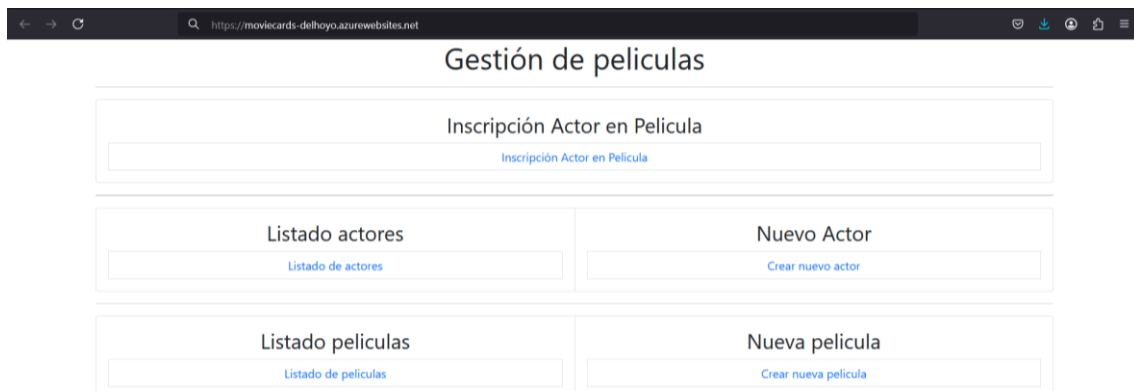 https://moviecards-delhoyo.azurewebsites.net
Gestión de peliculas
Inscripción Actor en Pelicula
Inscripción Actor en Pelicula
Listado actores
Nuevo Actor
Listado de actores
Crear nuevo actor
Listado peliculas
Nueva pelicula
Listado de peliculas
Crear nueva pelicula